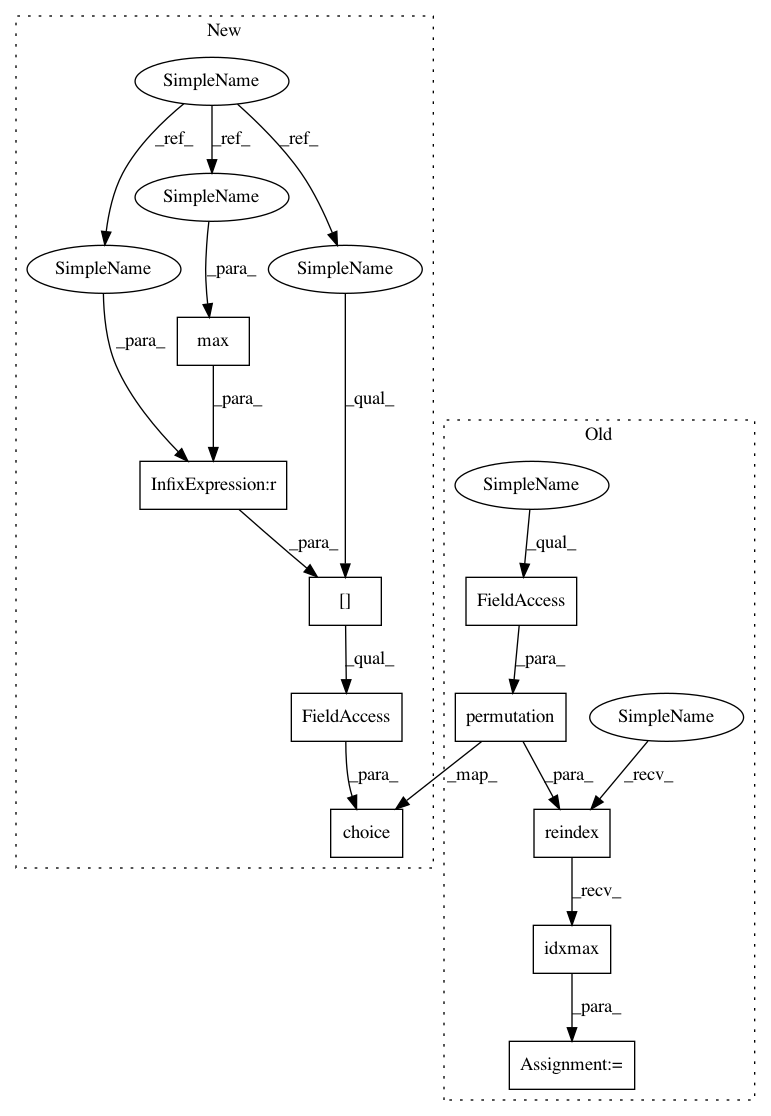 New
SimpleName
_ref_
_ref_
_ref_
SimpleName
SimpleName
SimpleName
_para_
_para_
max
_para_
_qual_
Old
InfixExpression:r
SimpleName
_para_
_qual_
[]
FieldAccess
_qual_
_para_
FieldAccess
permutation
SimpleName
_para_
_map_
_para_
_recv_
choice
reindex
_recv_
idxmax
_para_
Assignment:=